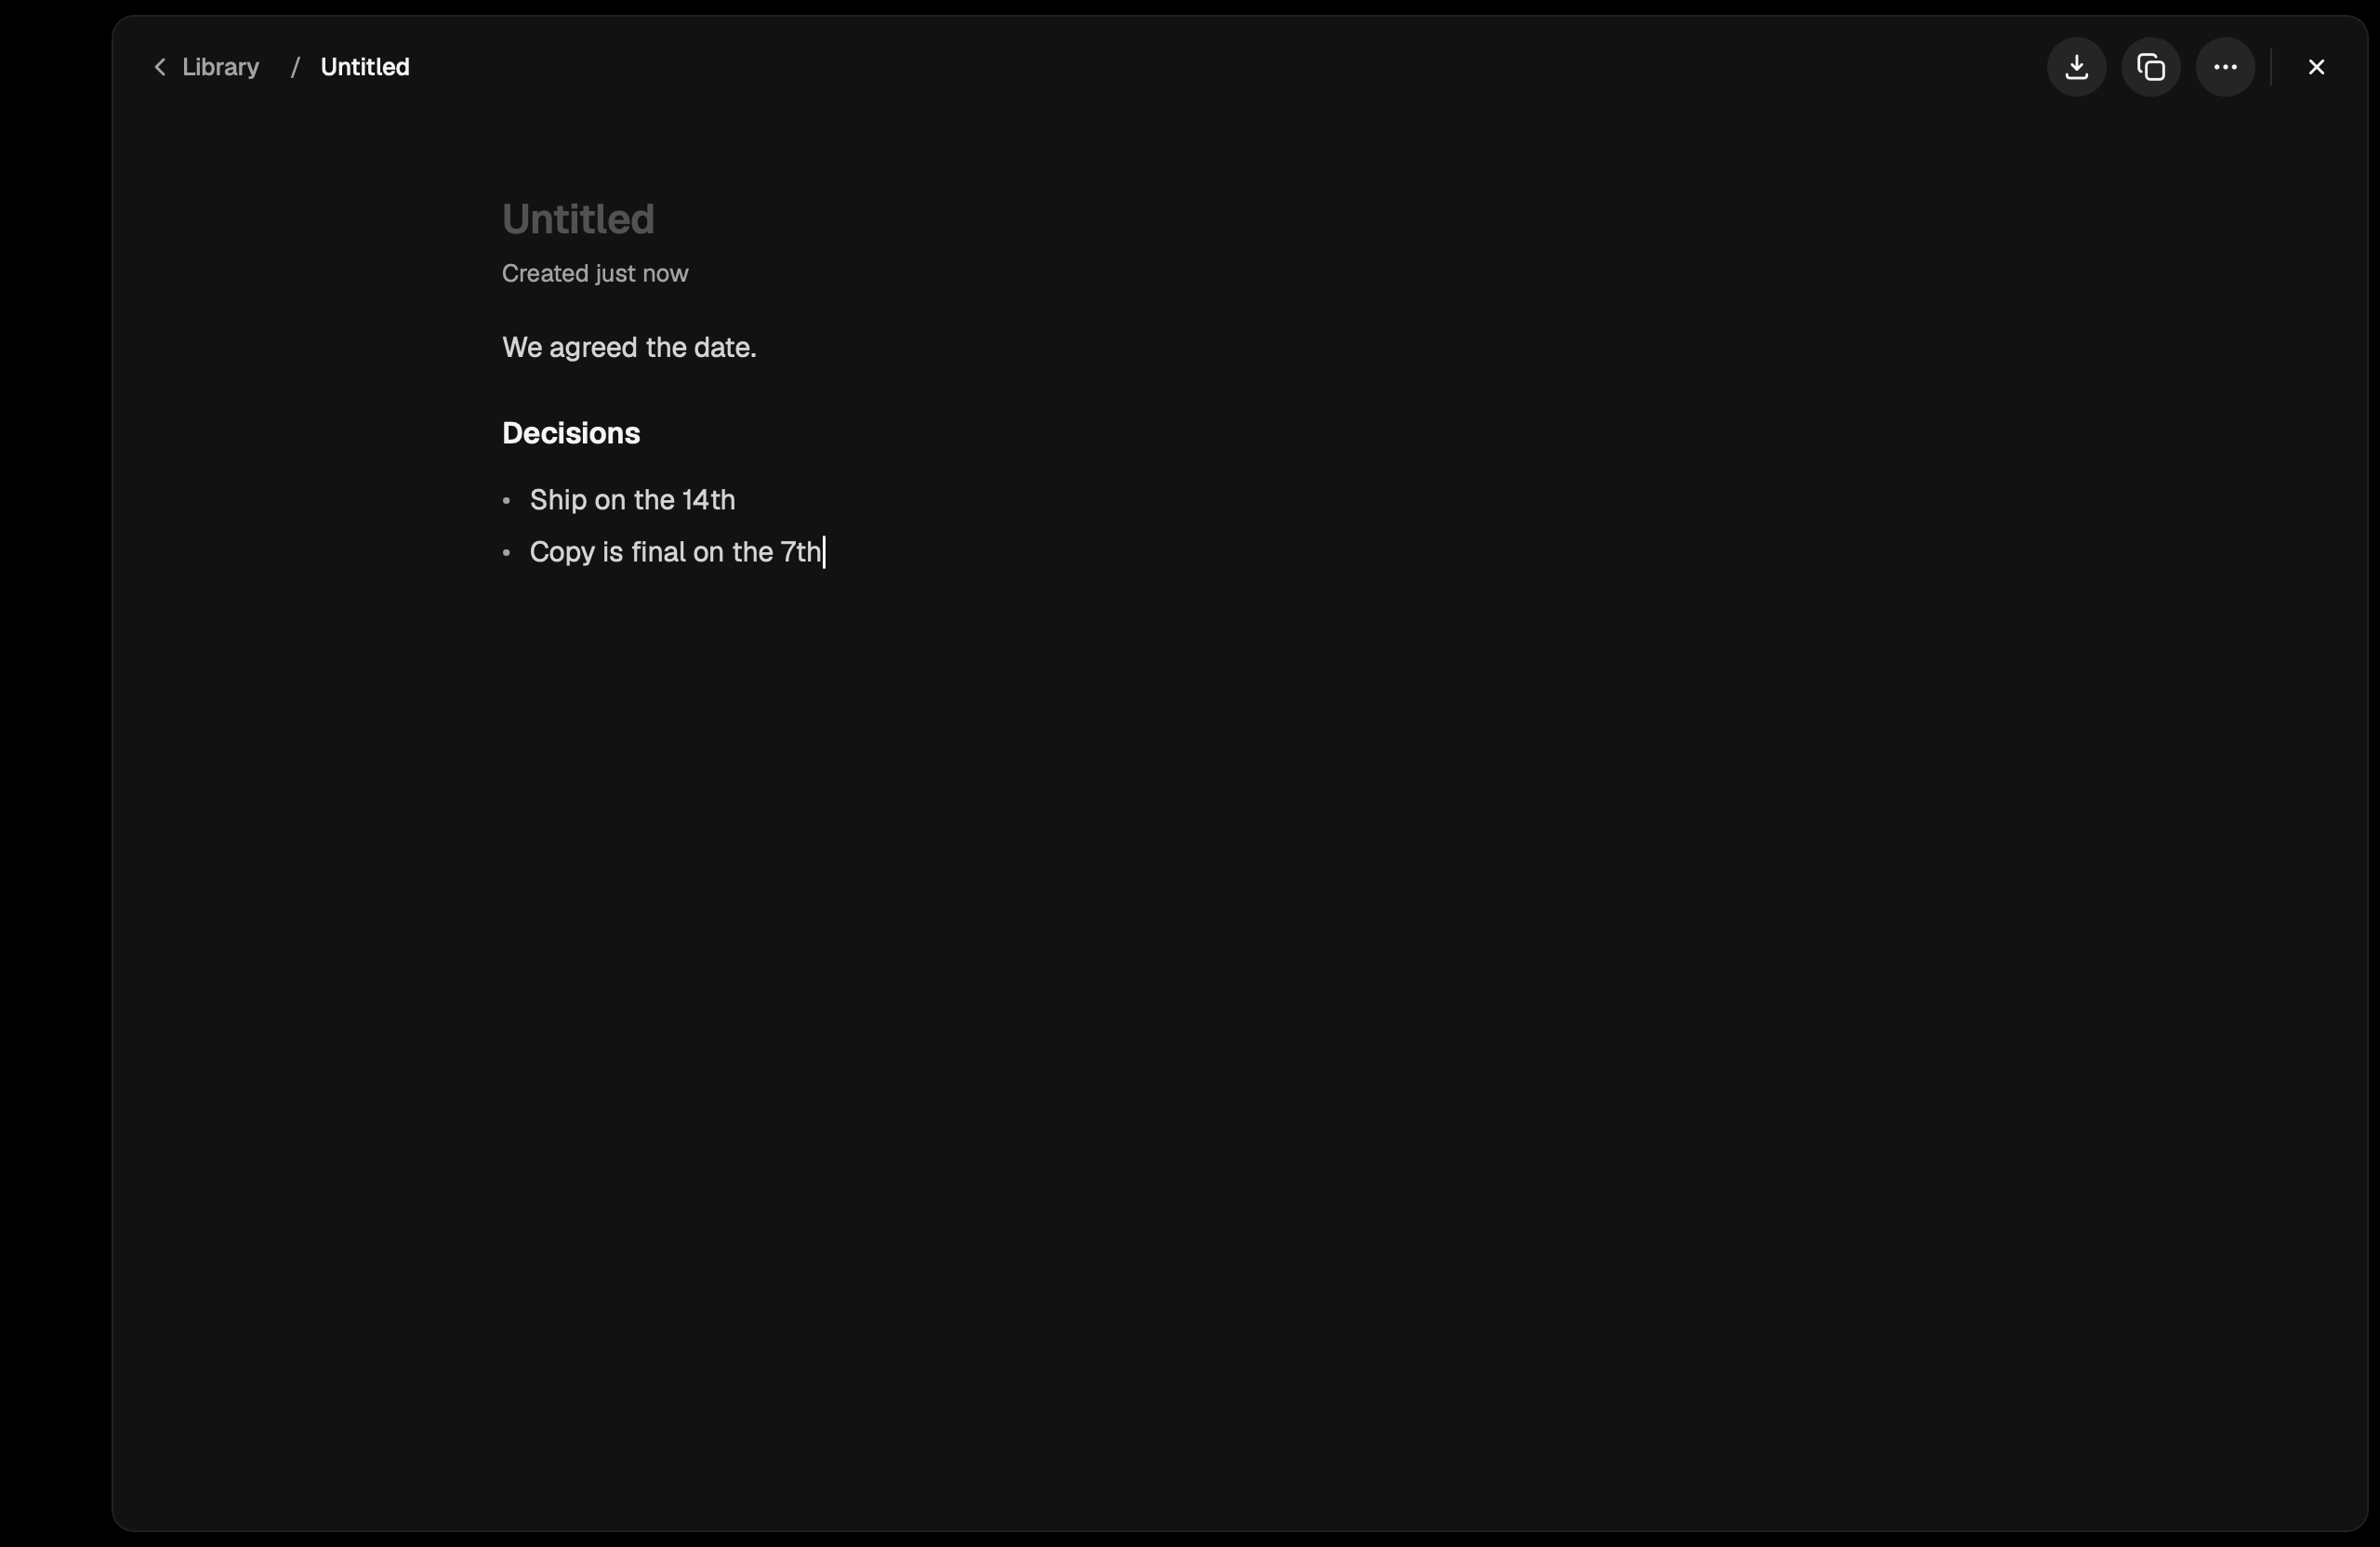 Library / Untitled
Untitled
Created just now
We agreed the date.
Decisions
• Ship on the 14th
• Copy is final on the 7th